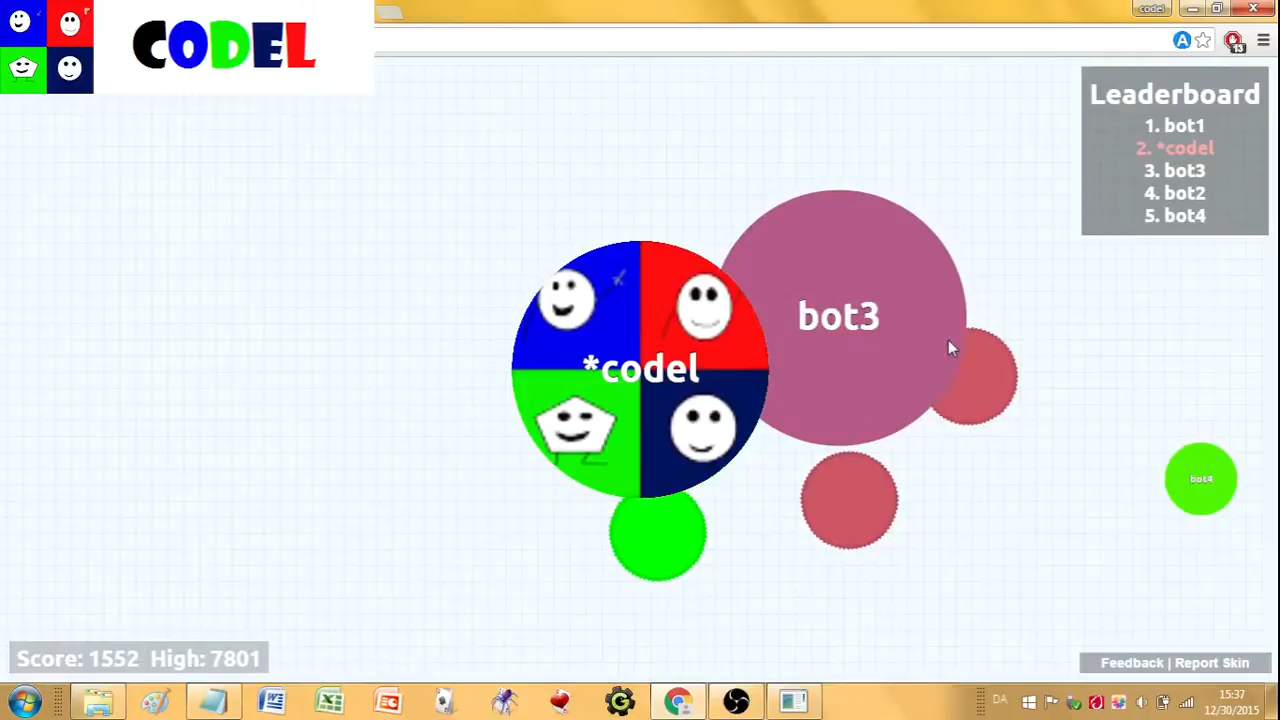 CODEL
codel
A
13
Leaderboard
1. bot1
2. *codel
3. bot3
4. bot2
5. bot4
bot3
*codel
bot4
Score: 1552 High: 7801
Feedback | Report Skin
DA
15:37
12/30/2015